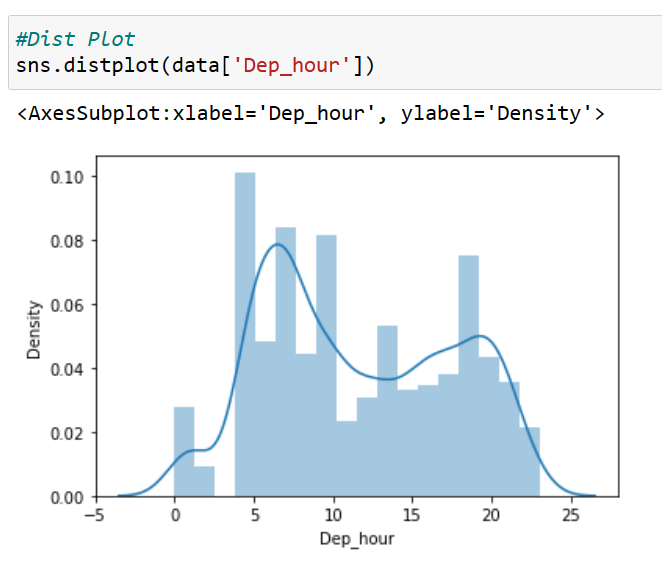 #Dist Plot
sns.distplot(data['Dep_hour'])
<AxesSubplot:xlabel='Dep_hour', ylabel='Density'>
0.10
0.08
0.06
0.04
0.02
0.00
Density
−5 0 5 10 15 20 25
Dep_hour